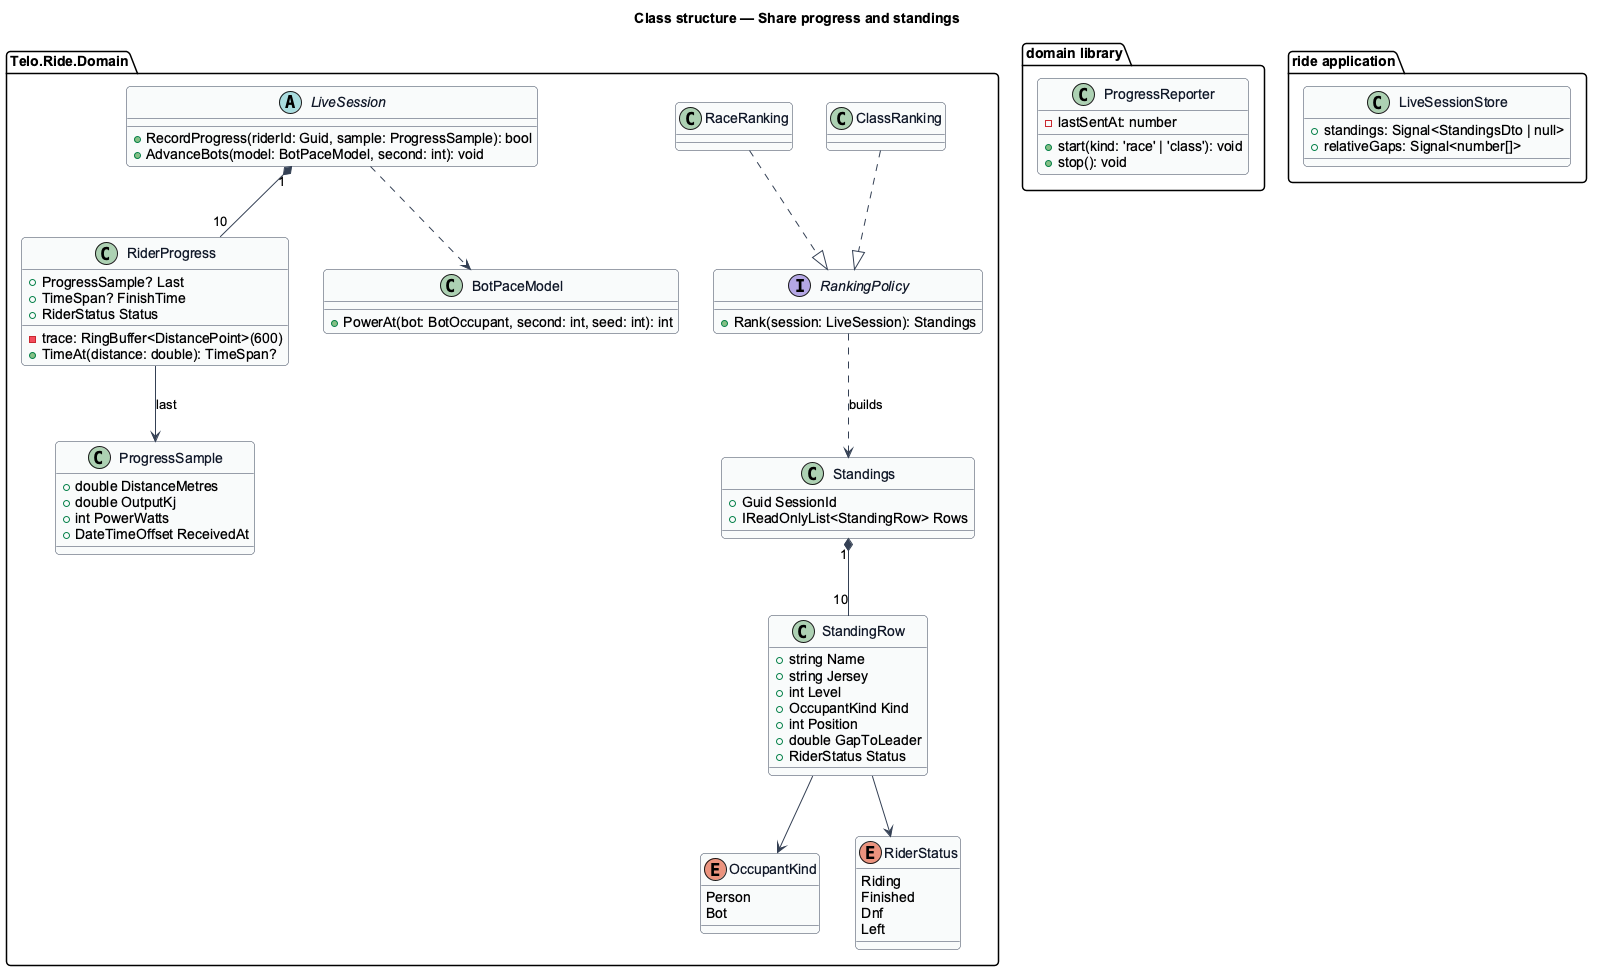 Class structure — Share progress and standings
Telo.Ride.Domain
A LiveSession
RecordProgress(riderId: Guid, sample: ProgressSample): bool
AdvanceBots(model: BotPaceModel, second: int): void
C RaceRanking
C ClassRanking
1
10
C RiderProgress
ProgressSample? Last
TimeSpan? FinishTime
RiderStatus Status
trace: RingBuffer<DistancePoint>(600)
TimeAt(distance: double): TimeSpan?
C BotPaceModel
PowerAt(bot: BotOccupant, second: int, seed: int): int
I RankingPolicy
Rank(session: LiveSession): Standings
last
builds
C ProgressSample
double DistanceMetres
double OutputKj
int PowerWatts
DateTimeOffset ReceivedAt
C Standings
Guid SessionId
IReadOnlyList<StandingRow> Rows
1
10
C StandingRow
string Name
string Jersey
int Level
OccupantKind Kind
int Position
double GapToLeader
RiderStatus Status
E OccupantKind
Person
Bot
E RiderStatus
Riding
Finished
Dnf
Left
domain library
C ProgressReporter
lastSentAt: number
start(kind: 'race' | 'class'): void
stop(): void
ride application
C LiveSessionStore
standings: Signal<StandingsDto | null>
relativeGaps: Signal<number[]>